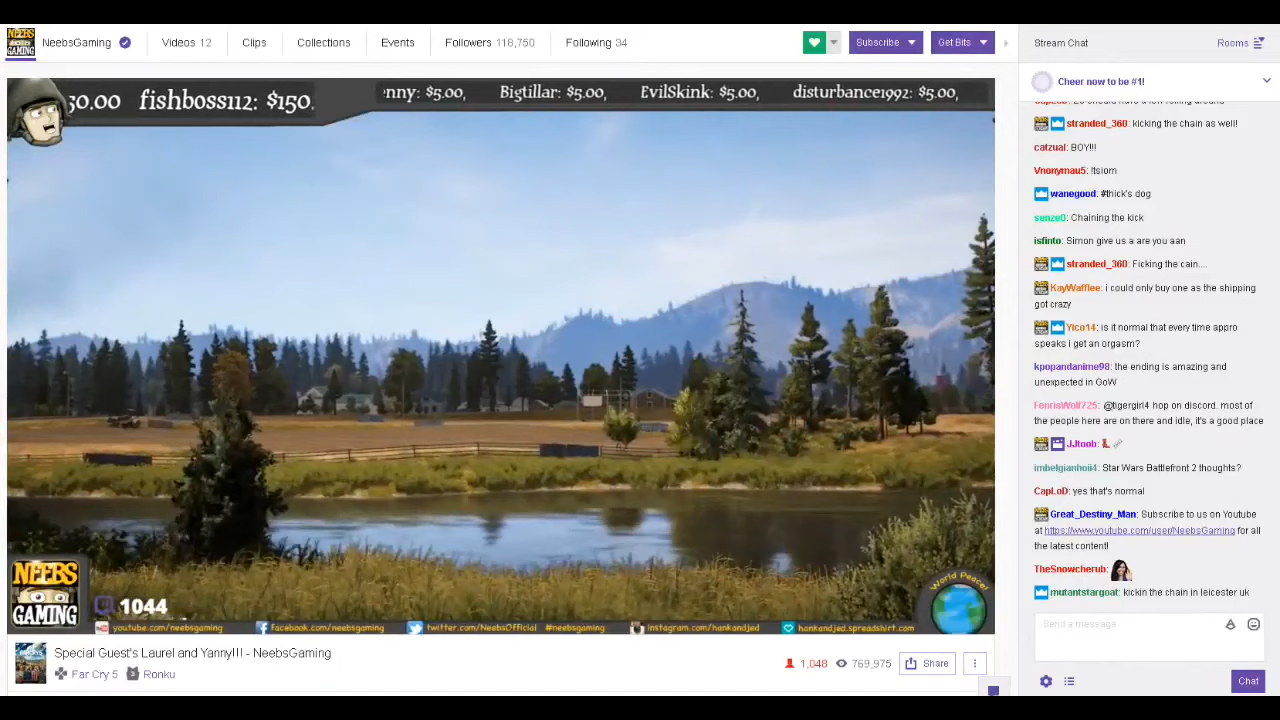 NEEBS GAMING
NeebsGaming
Videos 12
Clips
Collections
Events
Followers 118,750
Following 34
Subscribe
Get Bits
Stream Chat
Rooms
50.00 fishboss112: $150.
nny: $5.00, Bigtillar: $5.00, EvilSkink: $5.00, disturbance1992: $5.00,
Cheer now to be #1!
stranded_360: kicking the chain as well!
catzual: BOY!!!
Vnonymau5: !tsiom
wanegood: #thick's dog
senze0: Chaining the kick
isfinto: Simon give us a are you aan
stranded_360: Ficking the cain....
KayWafflee: i could only buy one as the shipping
got crazy
Yico14: is it normal that every time appro
speaks i get an orgasm?
kpopandanime98: the ending is amazing and
unexpected in GoW
FenrisWolf725: @tigergirl4 hop on discord. most of
the people here are on there and idle, it's a good place
JJtoob:
imbelgianhoii4: Star Wars Battlefront 2 thoughts?
CapLoD: yes that's normal
Great_Destiny_Man: Subscribe to us on Youtube
at https://www.youtube.com/user/NeebsGaming for all
the latest content!
TheSnowcherub:
mutantstargoat: kickin the chain in leicester uk
Send a message
Chat
NEEBS
GAMING
1044
World Peace!
youtube.com/neebsgaming
facebook.com/neebsgaming
twitter.com/NeebsOfficial #neebsgaming
instagram.com/hankandjed
hankandjed.spreadshirt.com
Special Guest's Laurel and Yanny!!! - NeebsGaming
Far Cry 5
Ronku
1,048
769,975
Share